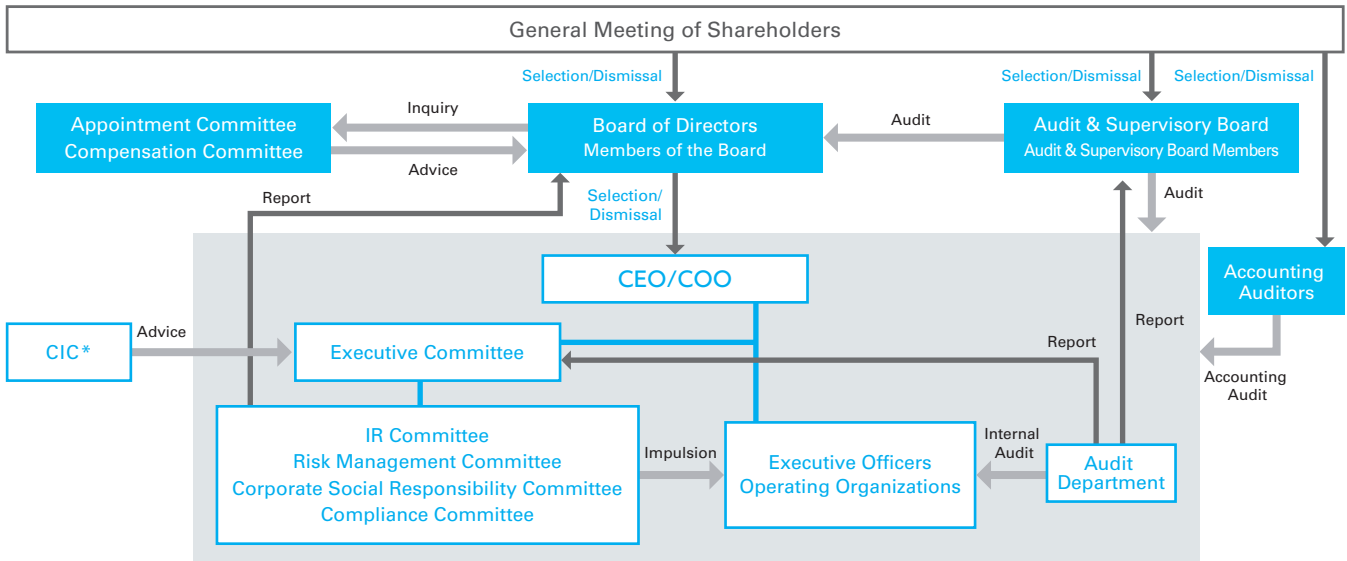 General Meeting of Shareholders
Selection/Dismissal
Selection/Dismissal
Selection/Dismissal
Appointment Committee
Compensation Committee
Inquiry
Advice
Board of Directors
Members of the Board
Audit
Audit & Supervisory Board
Audit & Supervisory Board Members
Report
Selection/
Dismissal
Audit
CEO/COO
Accounting
Auditors
CIC*
Advice
Executive Committee
Report
Report
Accounting
Audit
IR Committee
Risk Management Committee
Corporate Social Responsibility Committee
Compliance Committee
Impulsion
Executive Officers
Operating Organizations
Internal
Audit
Audit
Department